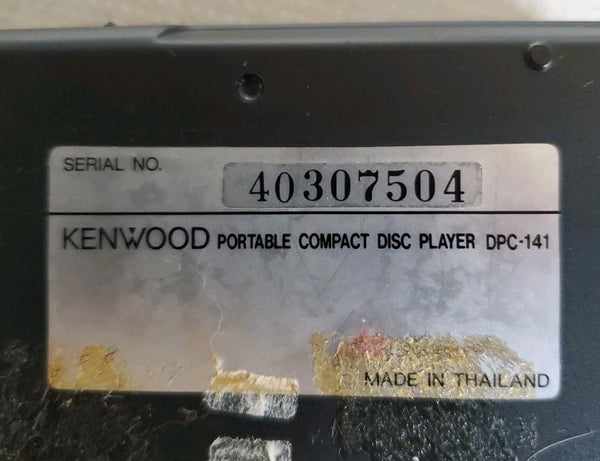 SERIAL NO. 40307504
KENWOOD PORTABLE COMPACT DISC PLAYER DPC-141
MADE IN THAILAND